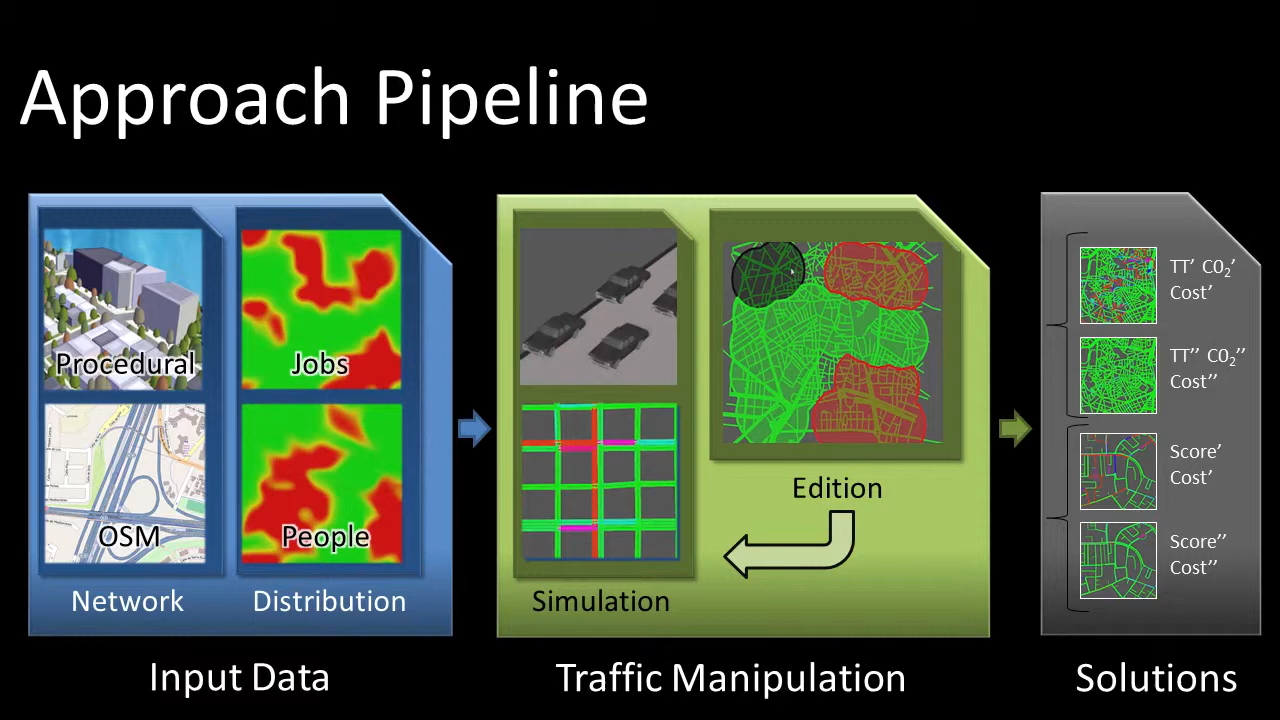 Approach Pipeline
Procedural
Jobs
OSM
People
Network
Distribution
Input Data
Simulation
Edition
Traffic Manipulation
TT’ C0₂’
Cost’
TT’’ C0₂’’
Cost’’
Score’
Cost’
Score’’
Cost’’
Solutions